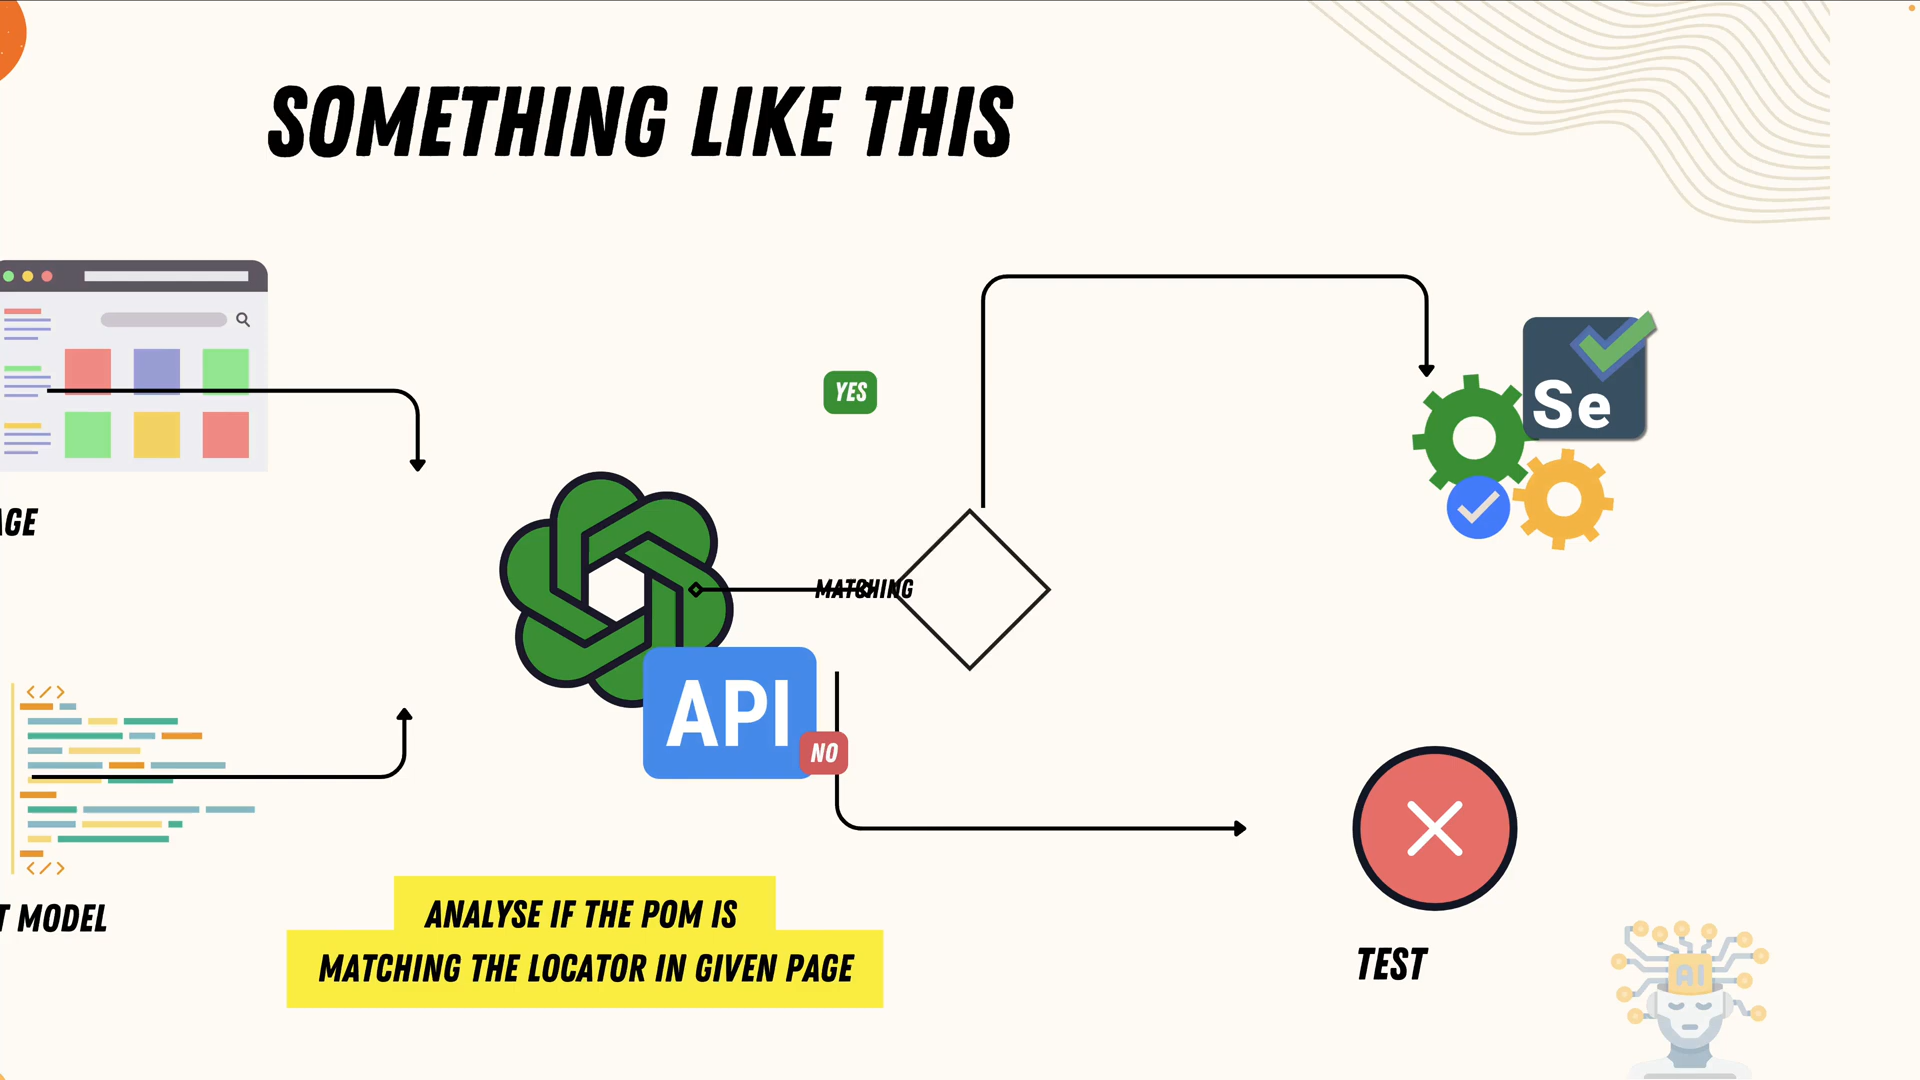 SOMETHING LIKE THIS
YES
Se
AGE
MATCHING
API
NO
T MODEL
ANALYSE IF THE POM IS
MATCHING THE LOCATOR IN GIVEN PAGE
TEST
AI